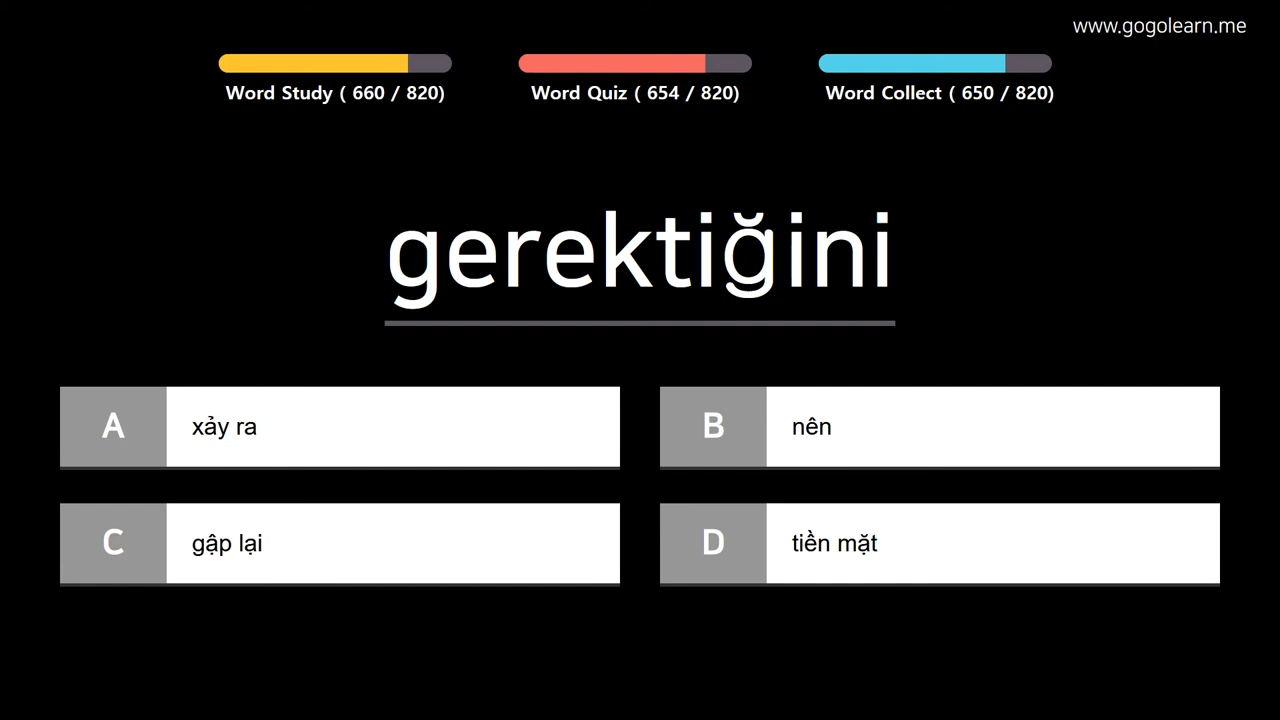 www.gogolearn.me
Word Study ( 660 / 820)
Word Quiz ( 654 / 820)
Word Collect ( 650 / 820)
gerektiğini
A xảy ra
B nên
C gập lại
D tiền mặt